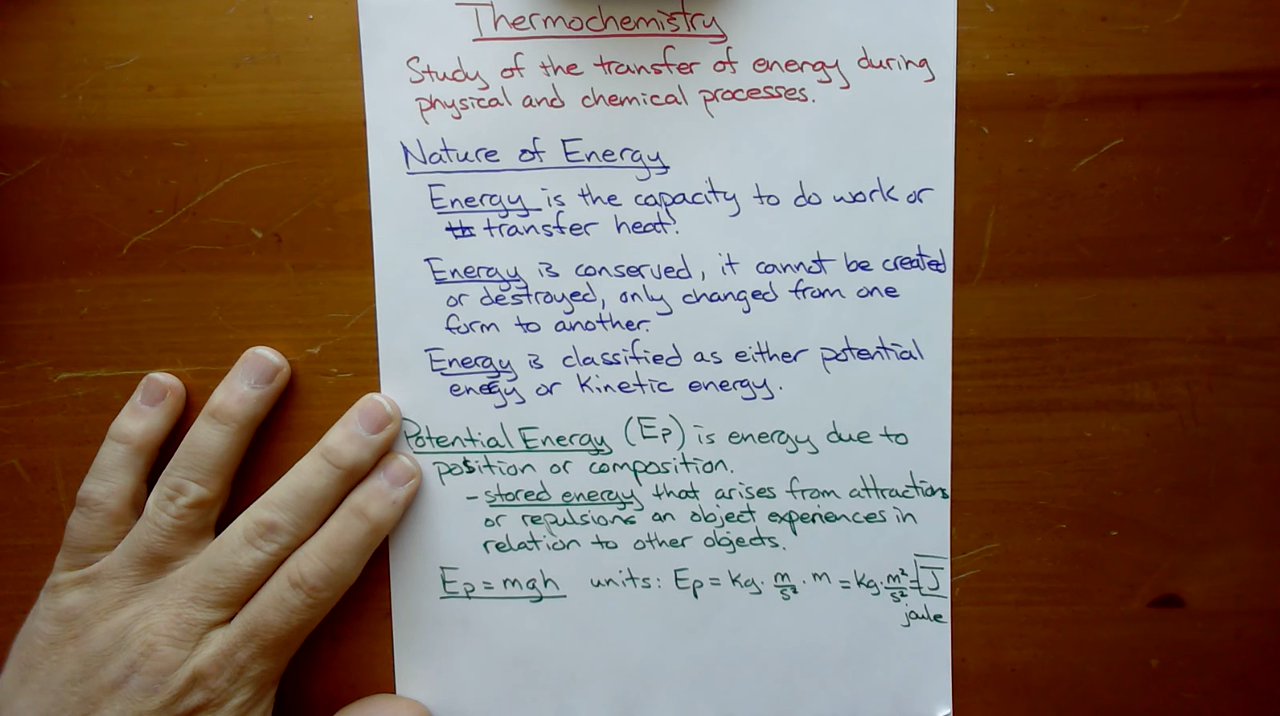 Thermochemistry
Study of the transfer of energy during
physical and chemical processes.
Nature of Energy
Energy is the capacity to do work or
transfer heat.
Energy is conserved, it cannot be created
or destroyed, only changed from one
form to another.
Energy is classified as either potential
energy or kinetic energy.
Potential Energy (Ep) is energy due to
position or composition.
- stored energy that arises from attractions
or repulsions an object experiences in
relation to other objects.
Ep = mgh units: Ep = kg · m/s² · m = kg · m²/s² = J
joule